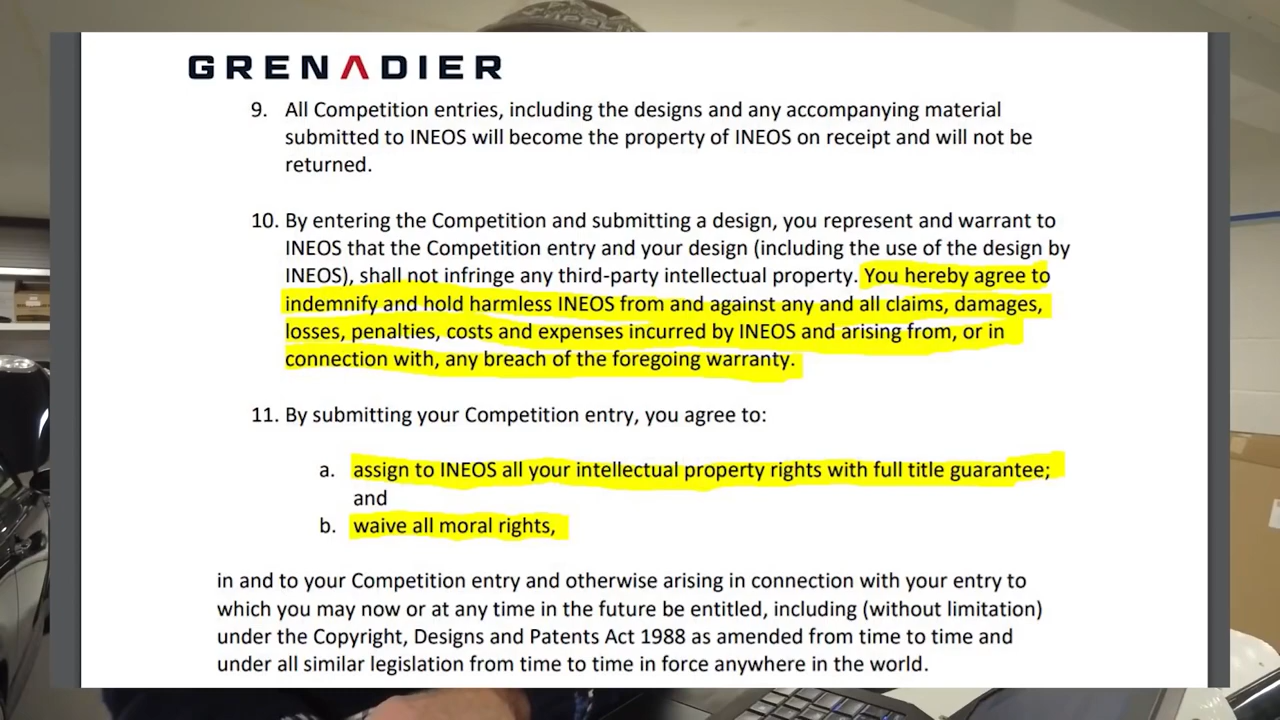 GRENADIER
9. All Competition entries, including the designs and any accompanying material
submitted to INEOS will become the property of INEOS on receipt and will not be
returned.
10. By entering the Competition and submitting a design, you represent and warrant to
INEOS that the Competition entry and your design (including the use of the design by
INEOS), shall not infringe any third-party intellectual property. You hereby agree to
indemnify and hold harmless INEOS from and against any and all claims, damages,
losses, penalties, costs and expenses incurred by INEOS and arising from, or in
connection with, any breach of the foregoing warranty.
11. By submitting your Competition entry, you agree to:
a. assign to INEOS all your intellectual property rights with full title guarantee;
and
b. waive all moral rights,
in and to your Competition entry and otherwise arising in connection with your entry to
which you may now or at any time in the future be entitled, including (without limitation)
under the Copyright, Designs and Patents Act 1988 as amended from time to time and
under all similar legislation from time to time in force anywhere in the world.